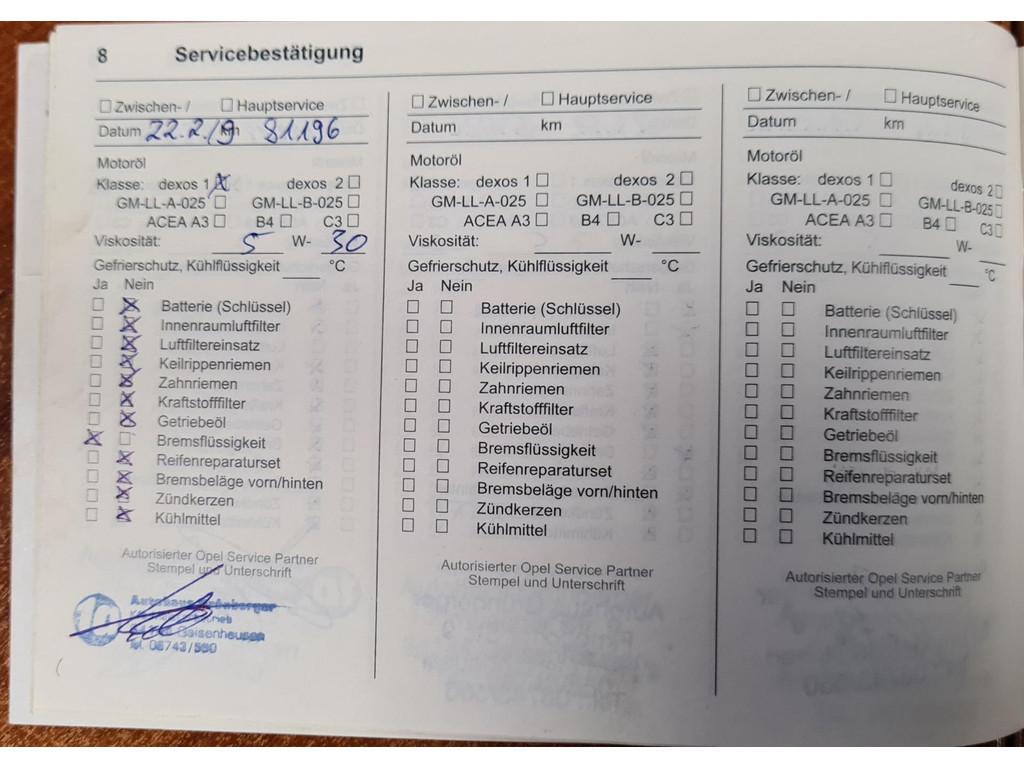 8 Servicebestätigung
☐ Zwischen- / ☐ Hauptservice
Datum 22.2.19 km 81196
Motoröl
Klasse: dexos 1 ☒ dexos 2 ☐
GM-LL-A-025 ☐ GM-LL-B-025 ☐
ACEA A3 ☐ B4 ☐ C3 ☐
Viskosität: 5 W- 30
Gefrierschutz, Kühlflüssigkeit °C
Ja Nein
☐ ☒ Batterie (Schlüssel)
☐ ☒ Innenraumluftfilter
☐ ☒ Luftfiltereinsatz
☐ ☒ Keilrippenriemen
☐ ☒ Zahnriemen
☐ ☒ Kraftstofffilter
☐ ☒ Getriebeöl
☒ ☐ Bremsflüssigkeit
☐ ☒ Reifenreparaturset
☐ ☒ Bremsbeläge vorn/hinten
☐ ☒ Zündkerzen
☐ ☒ Kühlmittel
Autorisierter Opel Service Partner
Stempel und Unterschrift
Autohaus
Geisenhausen
Tel. 08743/560
☐ Zwischen- / ☐ Hauptservice
Datum km
Motoröl
Klasse: dexos 1 ☐ dexos 2 ☐
GM-LL-A-025 ☐ GM-LL-B-025 ☐
ACEA A3 ☐ B4 ☐ C3 ☐
Viskosität: W-
Gefrierschutz, Kühlflüssigkeit °C
Ja Nein
☐ ☐ Batterie (Schlüssel)
☐ ☐ Innenraumluftfilter
☐ ☐ Luftfiltereinsatz
☐ ☐ Keilrippenriemen
☐ ☐ Zahnriemen
☐ ☐ Kraftstofffilter
☐ ☐ Getriebeöl
☐ ☐ Bremsflüssigkeit
☐ ☐ Reifenreparaturset
☐ ☐ Bremsbeläge vorn/hinten
☐ ☐ Zündkerzen
☐ ☐ Kühlmittel
Autorisierter Opel Service Partner
Stempel und Unterschrift
☐ Zwischen- / ☐ Hauptservice
Datum km
Motoröl
Klasse: dexos 1 ☐ dexos 2 ☐
GM-LL-A-025 ☐ GM-LL-B-025 ☐
ACEA A3 ☐ B4 ☐ C3 ☐
Viskosität: W-
Gefrierschutz, Kühlflüssigkeit °C
Ja Nein
☐ ☐ Batterie (Schlüssel)
☐ ☐ Innenraumluftfilter
☐ ☐ Luftfiltereinsatz
☐ ☐ Keilrippenriemen
☐ ☐ Zahnriemen
☐ ☐ Kraftstofffilter
☐ ☐ Getriebeöl
☐ ☐ Bremsflüssigkeit
☐ ☐ Reifenreparaturset
☐ ☐ Bremsbeläge vorn/hinten
☐ ☐ Zündkerzen
☐ ☐ Kühlmittel
Autorisierter Opel Service Partner
Stempel und Unterschrift